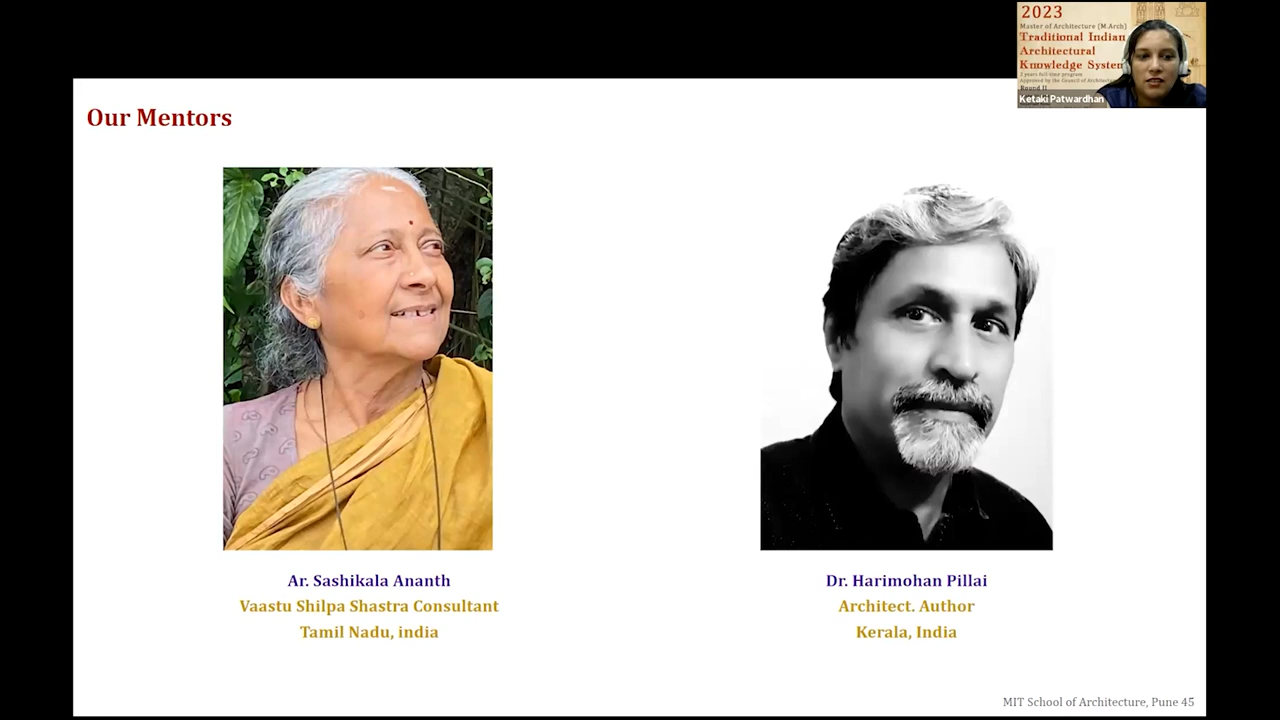 2023
Master of Architecture (M.Arch)
Traditional Indian
Architectural
Knowledge System
2 years full-time program
Approved by the Council of Architecture
Round II
Ketaki Patwardhan
Our Mentors
Ar. Sashikala Ananth
Vaastu Shilpa Shastra Consultant
Tamil Nadu, india
Dr. Harimohan Pillai
Architect. Author
Kerala, India
MIT School of Architecture, Pune 45